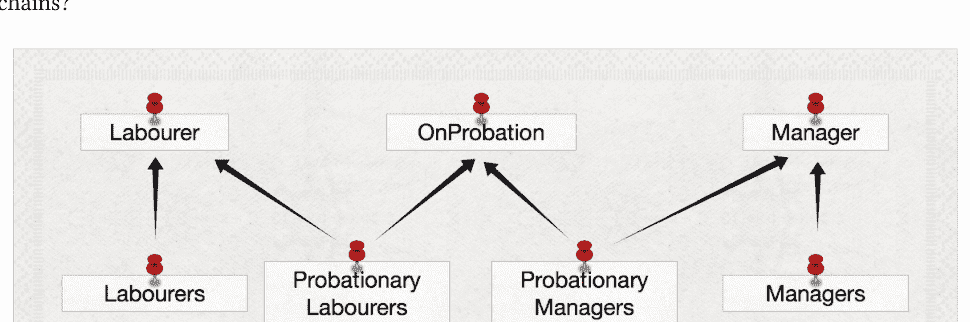 chains?
Labourer
OnProbation
Manager
Labourers
Probationary
Labourers
Probationary
Managers
Managers